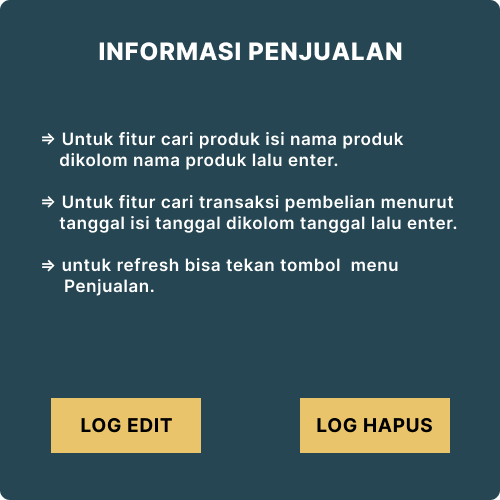 INFORMASI PENJUALAN
⇒ Untuk fitur cari produk isi nama produk
dikolom nama produk lalu enter.
⇒ Untuk fitur cari transaksi pembelian menurut
tanggal isi tanggal dikolom tanggal lalu enter.
⇒ untuk refresh bisa tekan tombol  menu
Penjualan.
LOG EDIT
LOG HAPUS